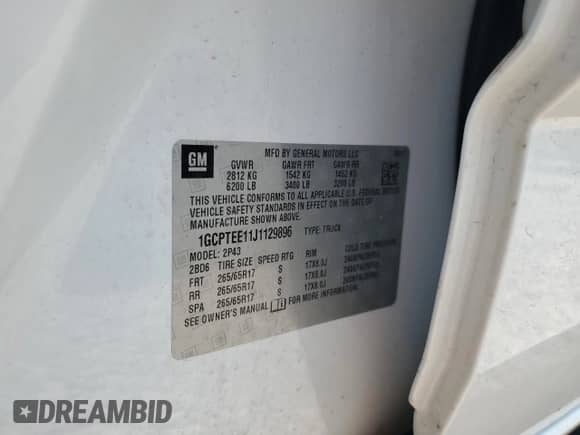 GM
MFD BY GENERAL MOTORS LLC
GVWR GAWR FRT GAWR RR
2812 KG 1542 KG 1452 KG
6200 LB 3400 LB 3200 LB
THIS VEHICLE CONFORMS TO ALL APPLICABLE U.S. FEDERAL MOTOR
VEHICLE SAFETY STANDARDS IN EFFECT ON THE DATE OF
MANUFACTURE SHOWN ABOVE.
1GCPTEE11J1129896 TYPE: TRUCK
MODEL: 2P43
2BD6 TIRE SIZE SPEED RTG RIM COLD TIRE PRESSURE
FRT 265/65R17 S 17X8.0J
RR 265/65R17 S 17X8.0J
SPA 265/65R17 S 17X8.0J
SEE OWNER'S MANUAL FOR MORE INFORMATION.
DREAMBID
DREAMBID.COM